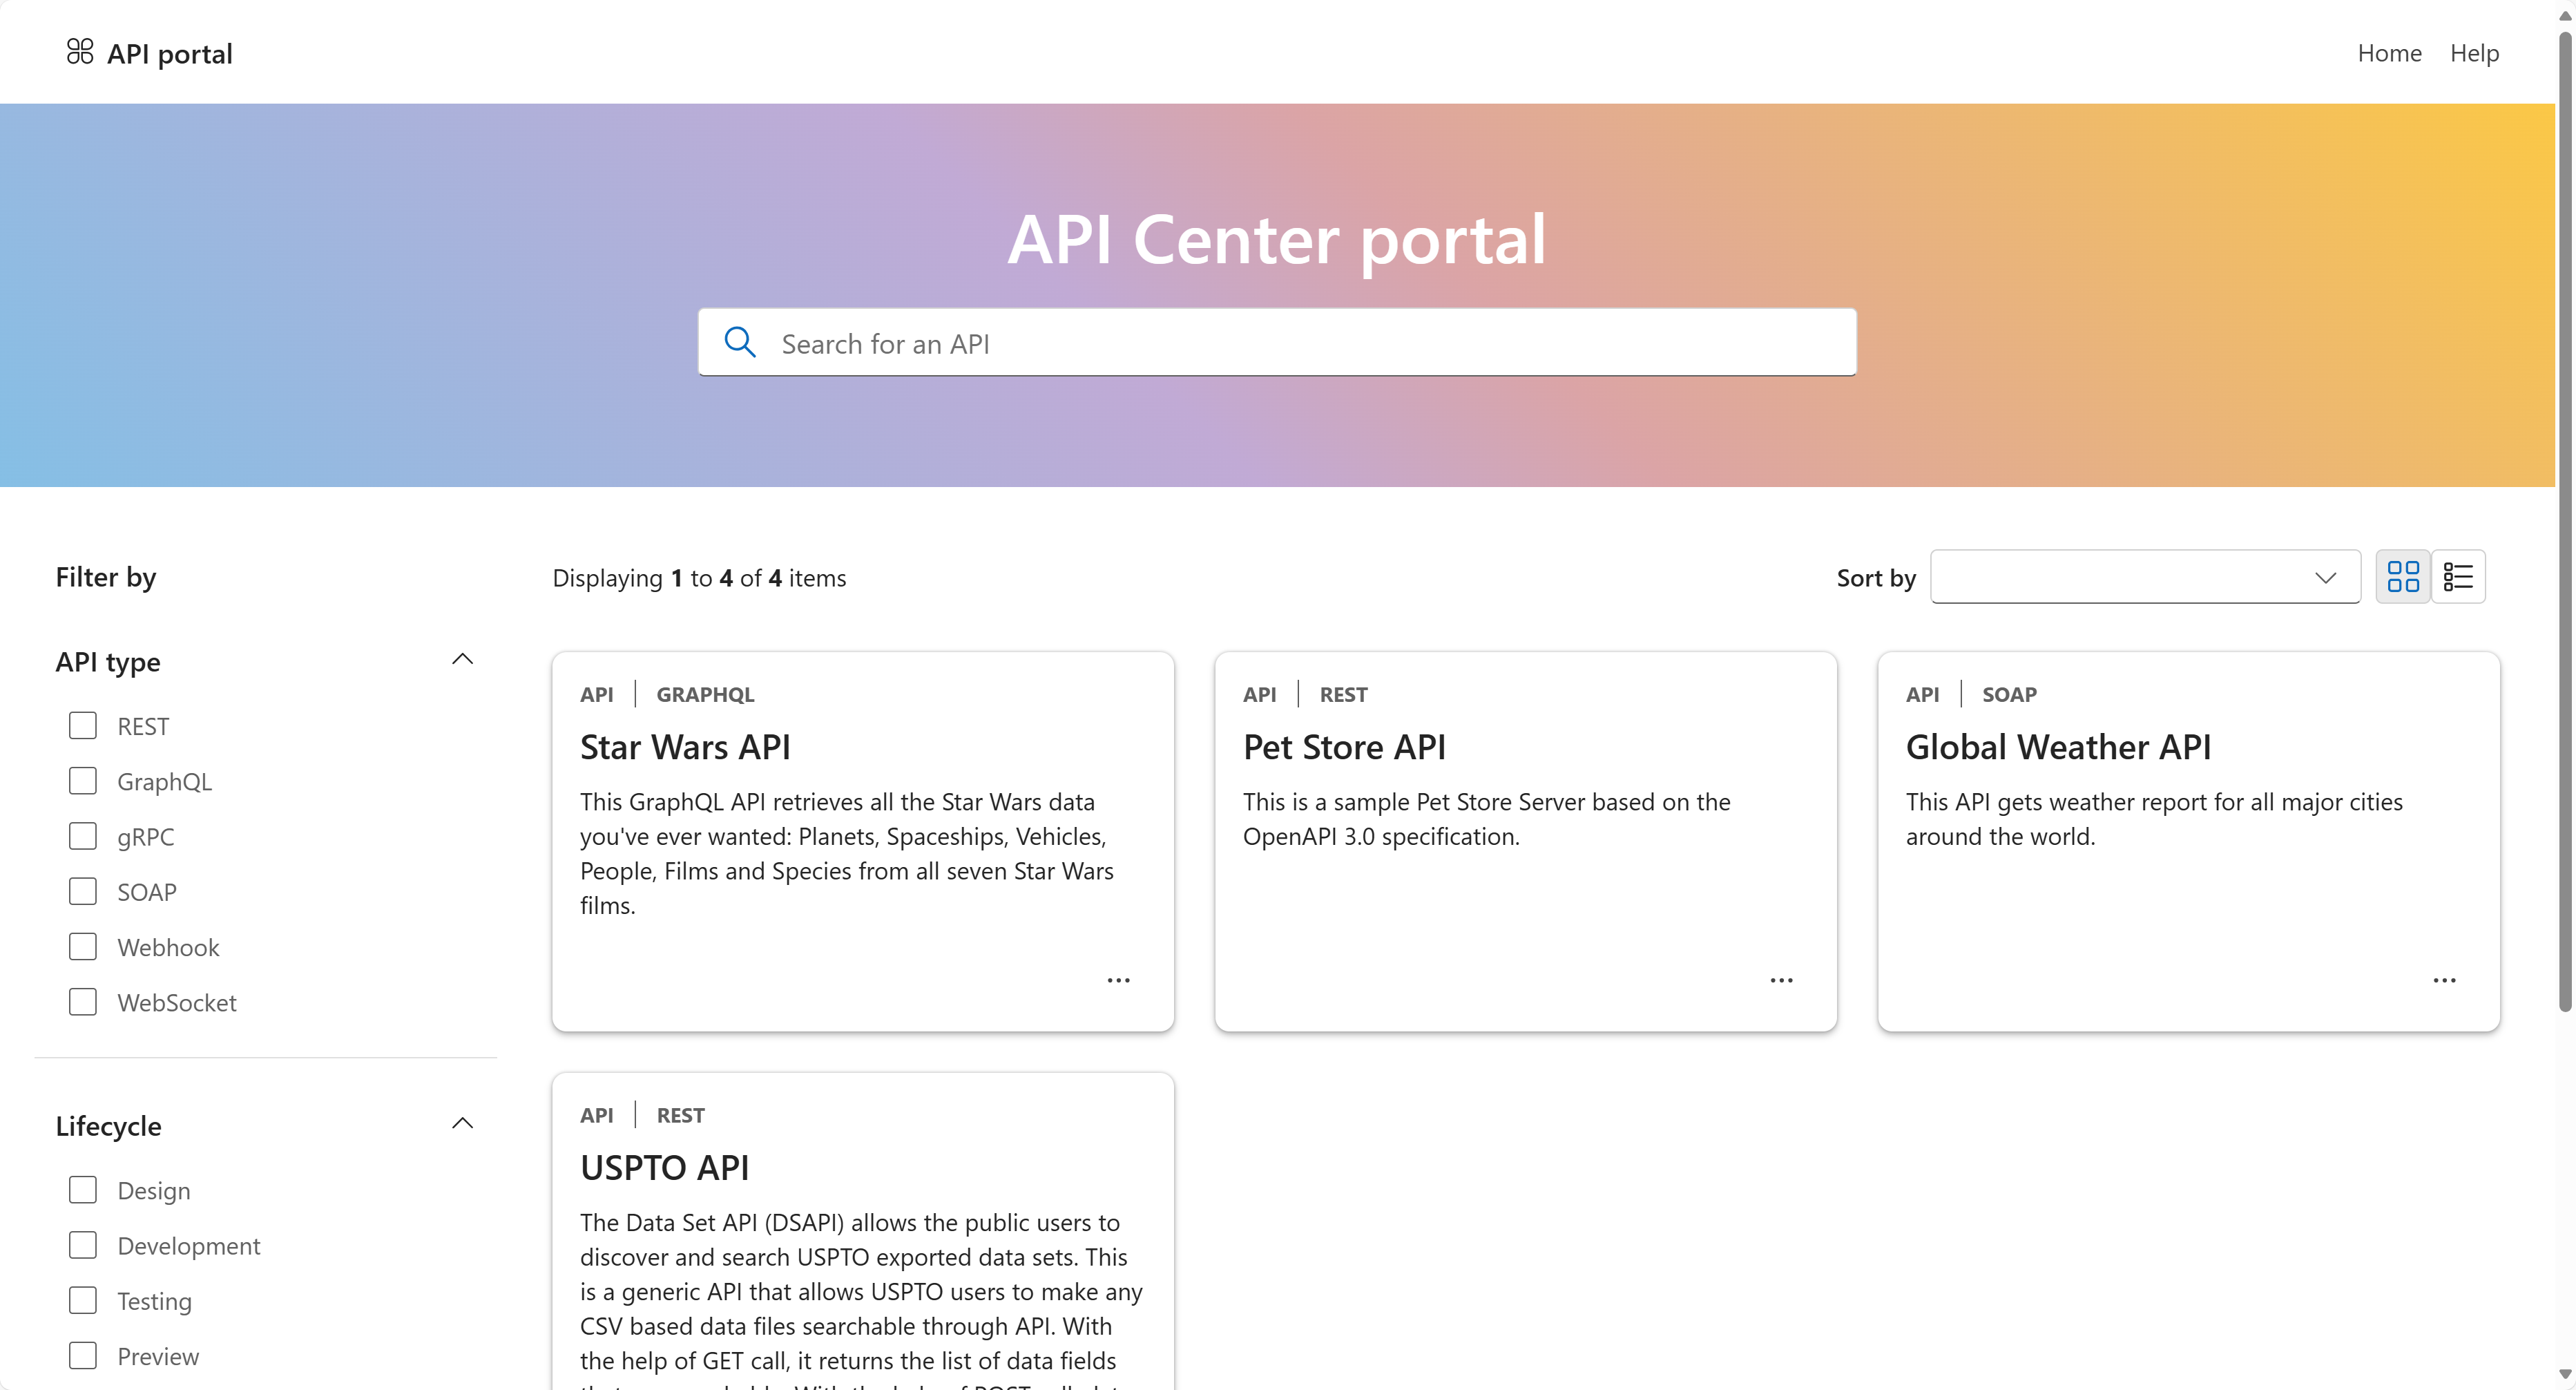 API portal
Home
Help
API Center portal
Search for an API
Filter by
Displaying 1 to 4 of 4 items
Sort by
API type
REST
GraphQL
gRPC
SOAP
Webhook
WebSocket
Lifecycle
Design
Development
Testing
Preview
API | GRAPHQL
Star Wars API
This GraphQL API retrieves all the Star Wars data
you've ever wanted: Planets, Spaceships, Vehicles,
People, Films and Species from all seven Star Wars
films.
...
API | REST
Pet Store API
This is a sample Pet Store Server based on the
OpenAPI 3.0 specification.
...
API | SOAP
Global Weather API
This API gets weather report for all major cities
around the world.
...
API | REST
USPTO API
The Data Set API (DSAPI) allows the public users to
discover and search USPTO exported data sets. This
is a generic API that allows USPTO users to make any
CSV based data files searchable through API. With
the help of GET call, it returns the list of data fields